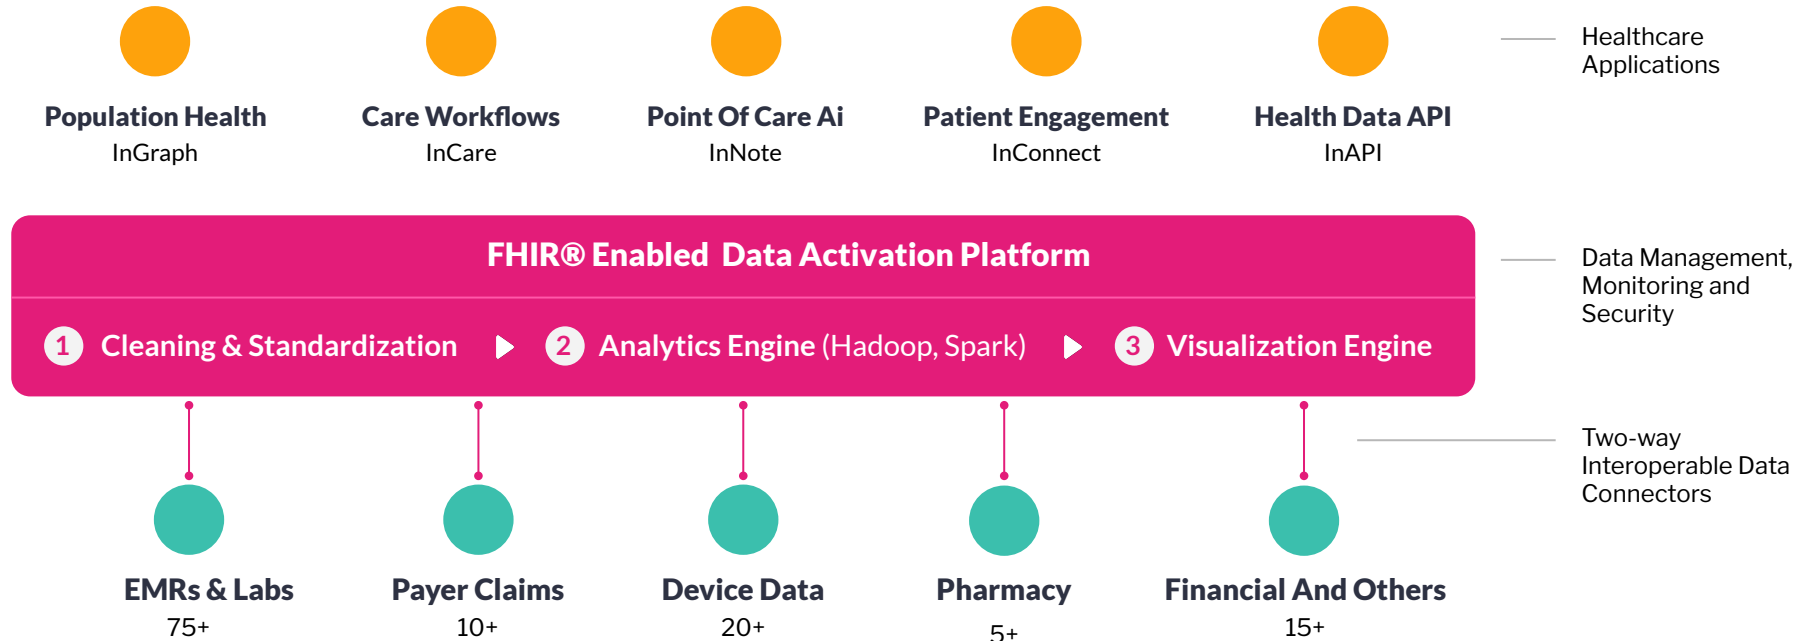 Healthcare
Applications
Population Health
InGraph
Care Workflows
InCare
Point Of Care Ai
InNote
Patient Engagement
InConnect
Health Data API
InAPI
FHIR® Enabled Data Activation Platform
Data Management,
Monitoring and
Security
1 Cleaning & Standardization
2 Analytics Engine (Hadoop, Spark)
3 Visualization Engine
Two-way
Interoperable Data
Connectors
EMRs & Labs
75+
Payer Claims
10+
Device Data
20+
Pharmacy
5+
Financial And Others
15+